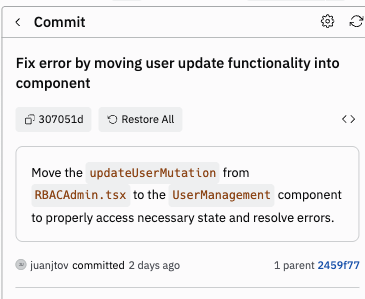 Commit
Fix error by moving user update functionality into
component
307051d
Restore All
Move the updateUserMutation from
RBACAdmin.tsx to the UserManagement component
to properly access necessary state and resolve errors.
juanjtov committed 2 days ago
1 parent 2459f77